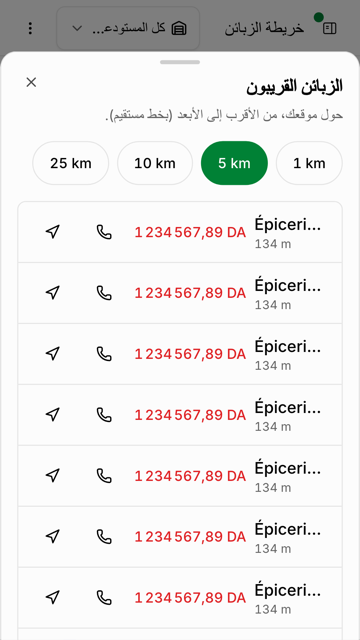 خريطة الزبائن
كل المستودعـ...
الزبائن القريبون
حول موقعك، من الأقرب إلى الأبعد (بخط مستقيم).
1 km
5 km
10 km
25 km
Épiceri... 1 234 567,89 DA
134 m
Épiceri... 1 234 567,89 DA
134 m
Épiceri... 1 234 567,89 DA
134 m
Épiceri... 1 234 567,89 DA
134 m
Épiceri... 1 234 567,89 DA
134 m
Épiceri... 1 234 567,89 DA
134 m
Épiceri... 1 234 567,89 DA
134 m